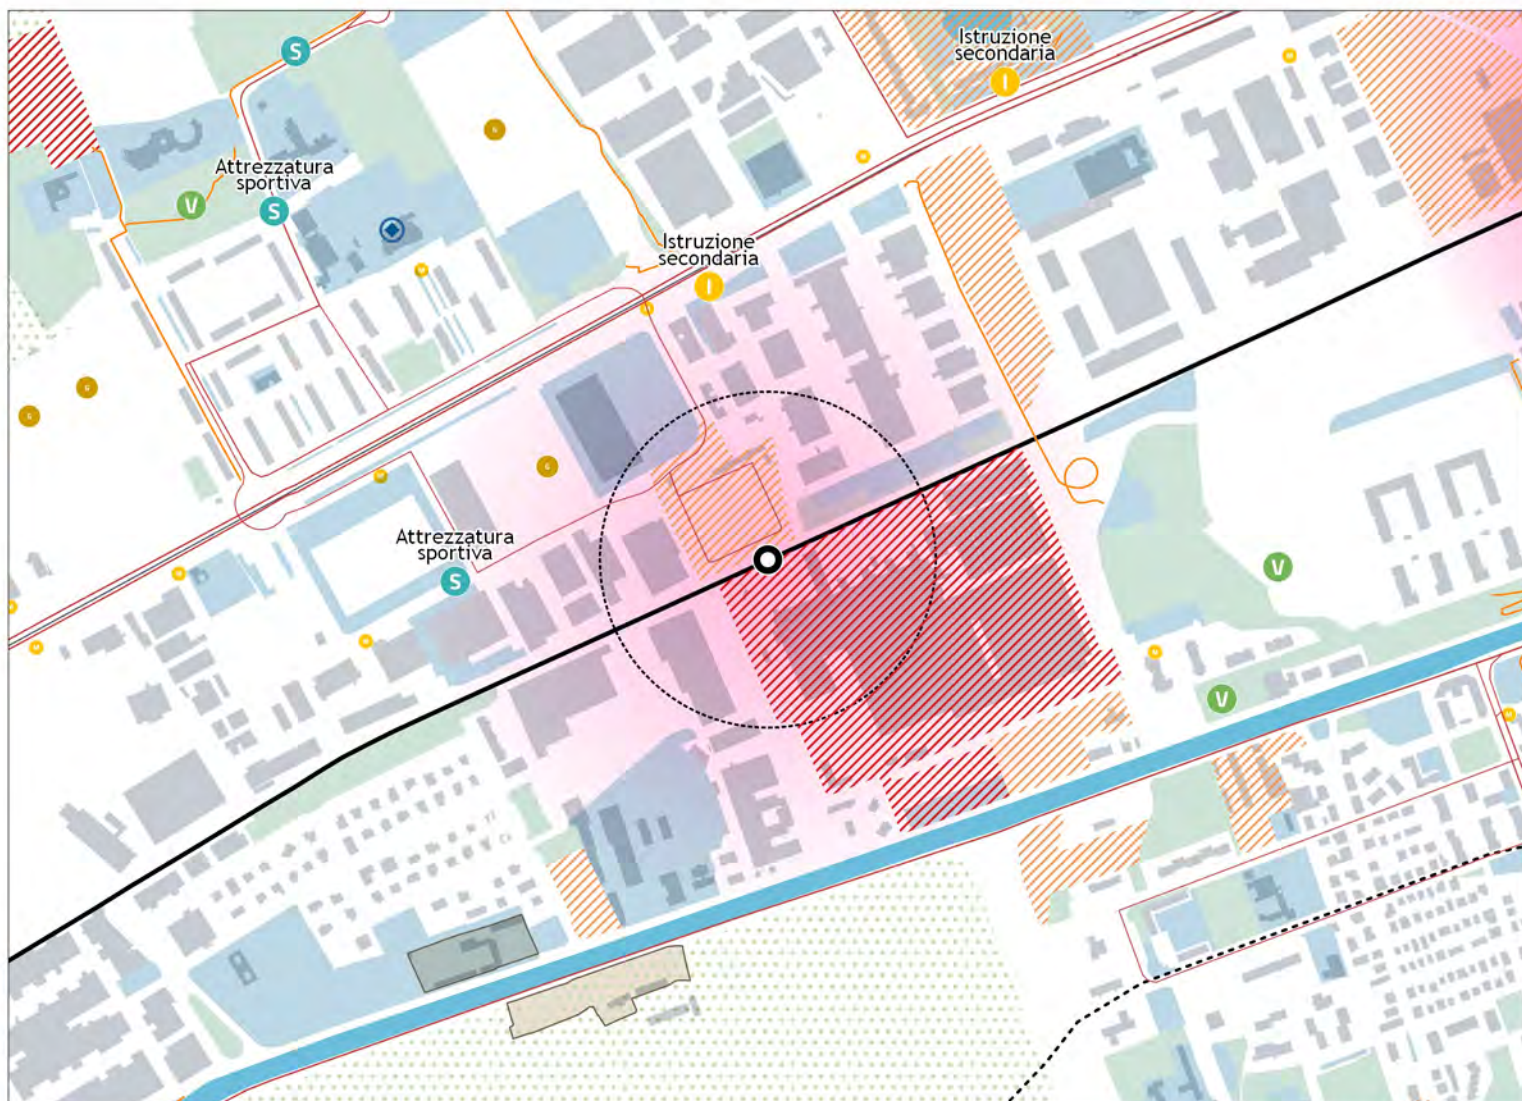 Istruzione
secondaria
I
S
Attrezzatura
sportiva
V
S
Istruzione
secondaria
I
Attrezzatura
sportiva
S
V
V